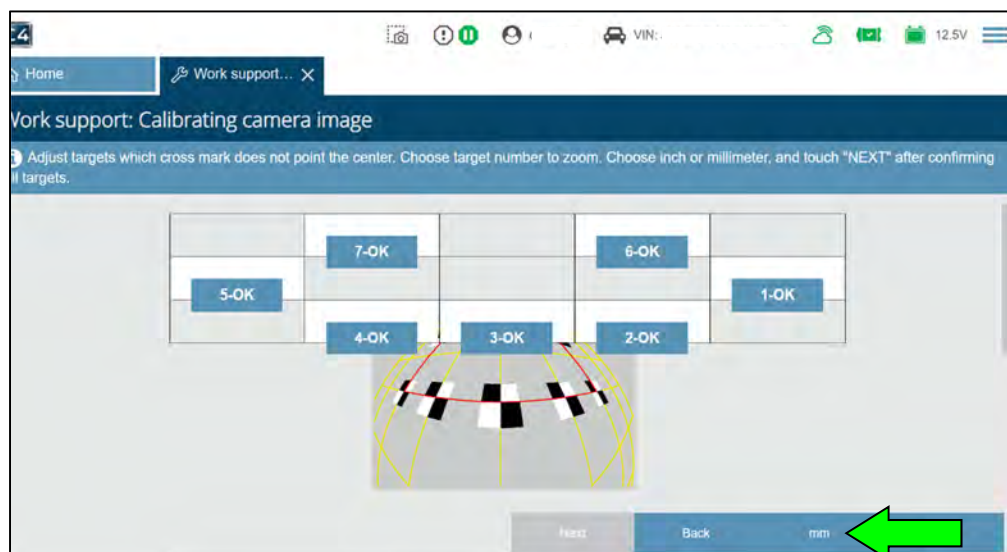 VIN:
12.5V
Home
Work support...
Work support: Calibrating camera image
Adjust targets which cross mark does not point the center. Choose target number to zoom. Choose inch or millimeter, and touch "NEXT" after confirming
targets.
7-OK
6-OK
5-OK
1-OK
4-OK
3-OK
2-OK
Next
Back
mm